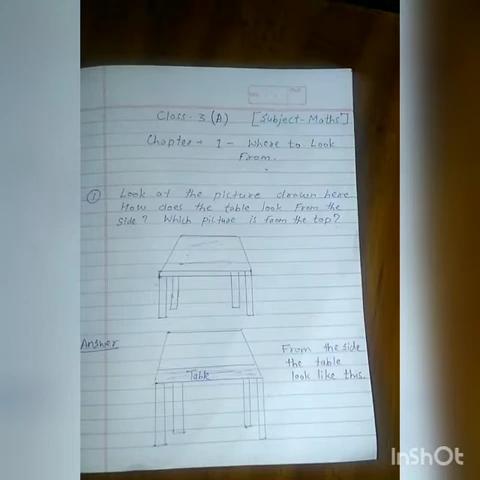 Class - 3 (A) [Subject - Maths]
Chapter → 1 - Where to Look
From.
① Look at the picture drawn here.
How does the table look From the
side? Which picture is from the top?
Answer
Table
From the side
the table
look like this.
InShOt